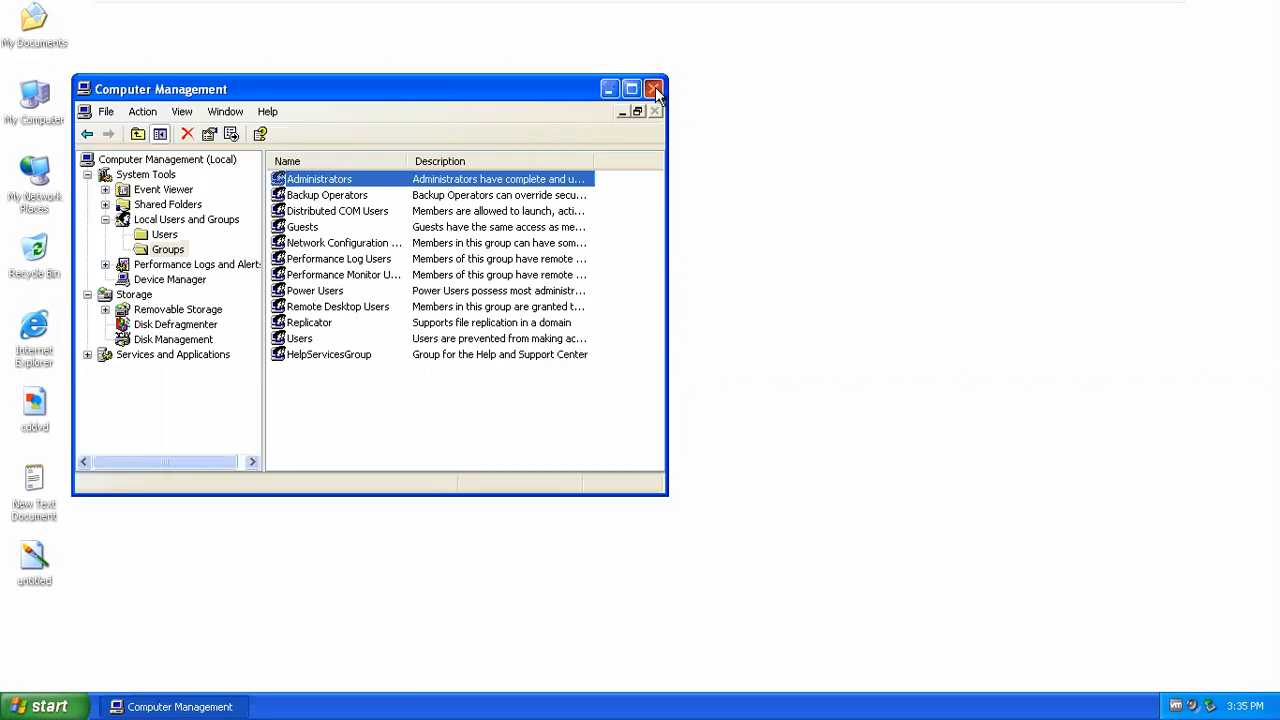 My Documents
My Computer
My Network
Places
Recycle Bin
Internet
Explorer
cddvd
New Text
Document
untitled
Computer Management
File Action View Window Help
Computer Management (Local)
System Tools
Event Viewer
Shared Folders
Local Users and Groups
Users
Groups
Performance Logs and Alert
Device Manager
Storage
Removable Storage
Disk Defragmenter
Disk Management
Services and Applications
Name Description
Administrators Administrators have complete and u...
Backup Operators Backup Operators can override secu...
Distributed COM Users Members are allowed to launch, acti...
Guests Guests have the same access as me...
Network Configuration ... Members in this group can have som...
Performance Log Users Members of this group have remote ...
Performance Monitor U... Members of this group have remote ...
Power Users Power Users possess most administr...
Remote Desktop Users Members in this group are granted t...
Replicator Supports file replication in a domain
Users Users are prevented from making ac...
HelpServicesGroup Group for the Help and Support Center
start Computer Management vm 3:35 PM